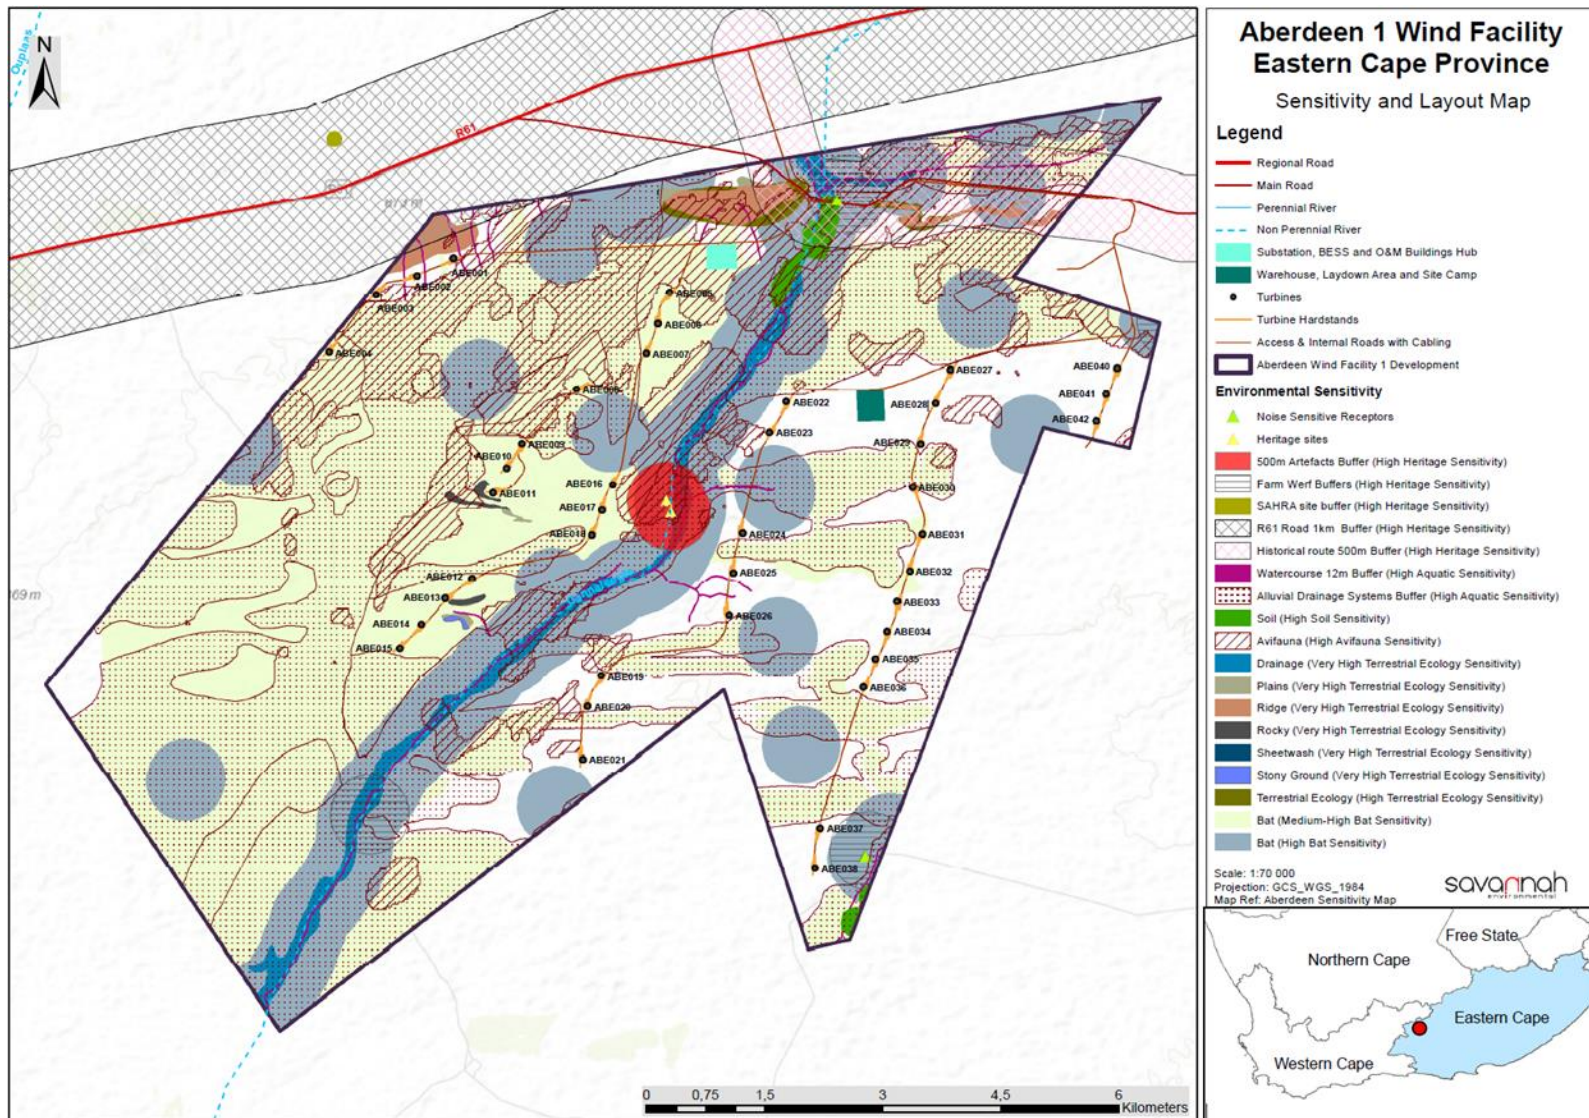 Aberdeen 1 Wind Facility
Eastern Cape Province
Sensitivity and Layout Map
Legend
Regional Road
Main Road
Perennial River
Non Perennial River
Substation, BESS and O&M Buildings Hub
Warehouse, Laydown Area and Site Camp
Turbines
Turbine Hardstands
Access & Internal Roads with Cabling
Aberdeen Wind Facility 1 Development
Environmental Sensitivity
Noise Sensitive Receptors
Heritage sites
500m Artefacts Buffer (High Heritage Sensitivity)
Farm Werf Buffers (High Heritage Sensitivity)
SAHRA site buffer (High Heritage Sensitivity)
R61 Road 1km Buffer (High Heritage Sensitivity)
Historical route 500m Buffer (High Heritage Sensitivity)
Watercourse 12m Buffer (High Aquatic Sensitivity)
Alluvial Drainage Systems Buffer (High Aquatic Sensitivity)
Soil (High Soil Sensitivity)
Avifauna (High Avifauna Sensitivity)
Drainage (Very High Terrestrial Ecology Sensitivity)
Plains (Very High Terrestrial Ecology Sensitivity)
Ridge (Very High Terrestrial Ecology Sensitivity)
Rocky (Very High Terrestrial Ecology Sensitivity)
Sheetwash (Very High Terrestrial Ecology Sensitivity)
Stony Ground (Very High Terrestrial Ecology Sensitivity)
Terrestrial Ecology (High Terrestrial Ecology Sensitivity)
Bat (Medium-High Bat Sensitivity)
Bat (High Bat Sensitivity)
Scale: 1:70 000
Projection: GCS_WGS_1984
Map Ref: Aberdeen Sensitivity Map
savannah
environmental
Northern Cape
Free State
Eastern Cape
Western Cape
N
Ouplaas
R61
ABE001
ABE002
ABE003
ABE004
ABE007
ABE009
ABE010
ABE011
ABE012
ABE013
ABE014
ABE015
ABE016
ABE017
ABE018
ABE019
ABE020
ABE021
ABE022
ABE023
ABE024
ABE025
ABE026
ABE027
ABE028
ABE029
ABE030
ABE031
ABE032
ABE033
ABE034
ABE035
ABE036
ABE037
ABE038
ABE040
ABE041
ABE042
0 0,75 1,5 3 4,5 6
Kilometers